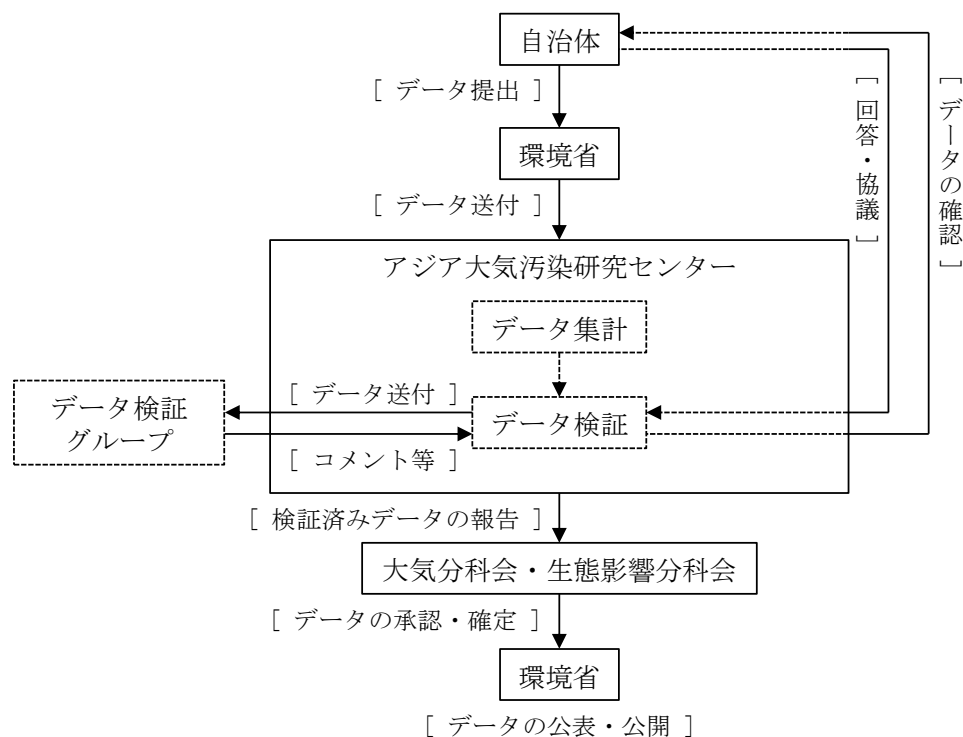 自治体
[ データ提出 ]
環境省
[ データ送付 ]
[ 回答・協議 ]
[ データの確認 ]
アジア大気汚染研究センター
データ集計
[ データ送付 ]
データ検証
グループ
データ検証
[ コメント等 ]
[ 検証済みデータの報告 ]
大気分科会・生態影響分科会
[ データの承認・確定 ]
環境省
[ データの公表・公開 ]